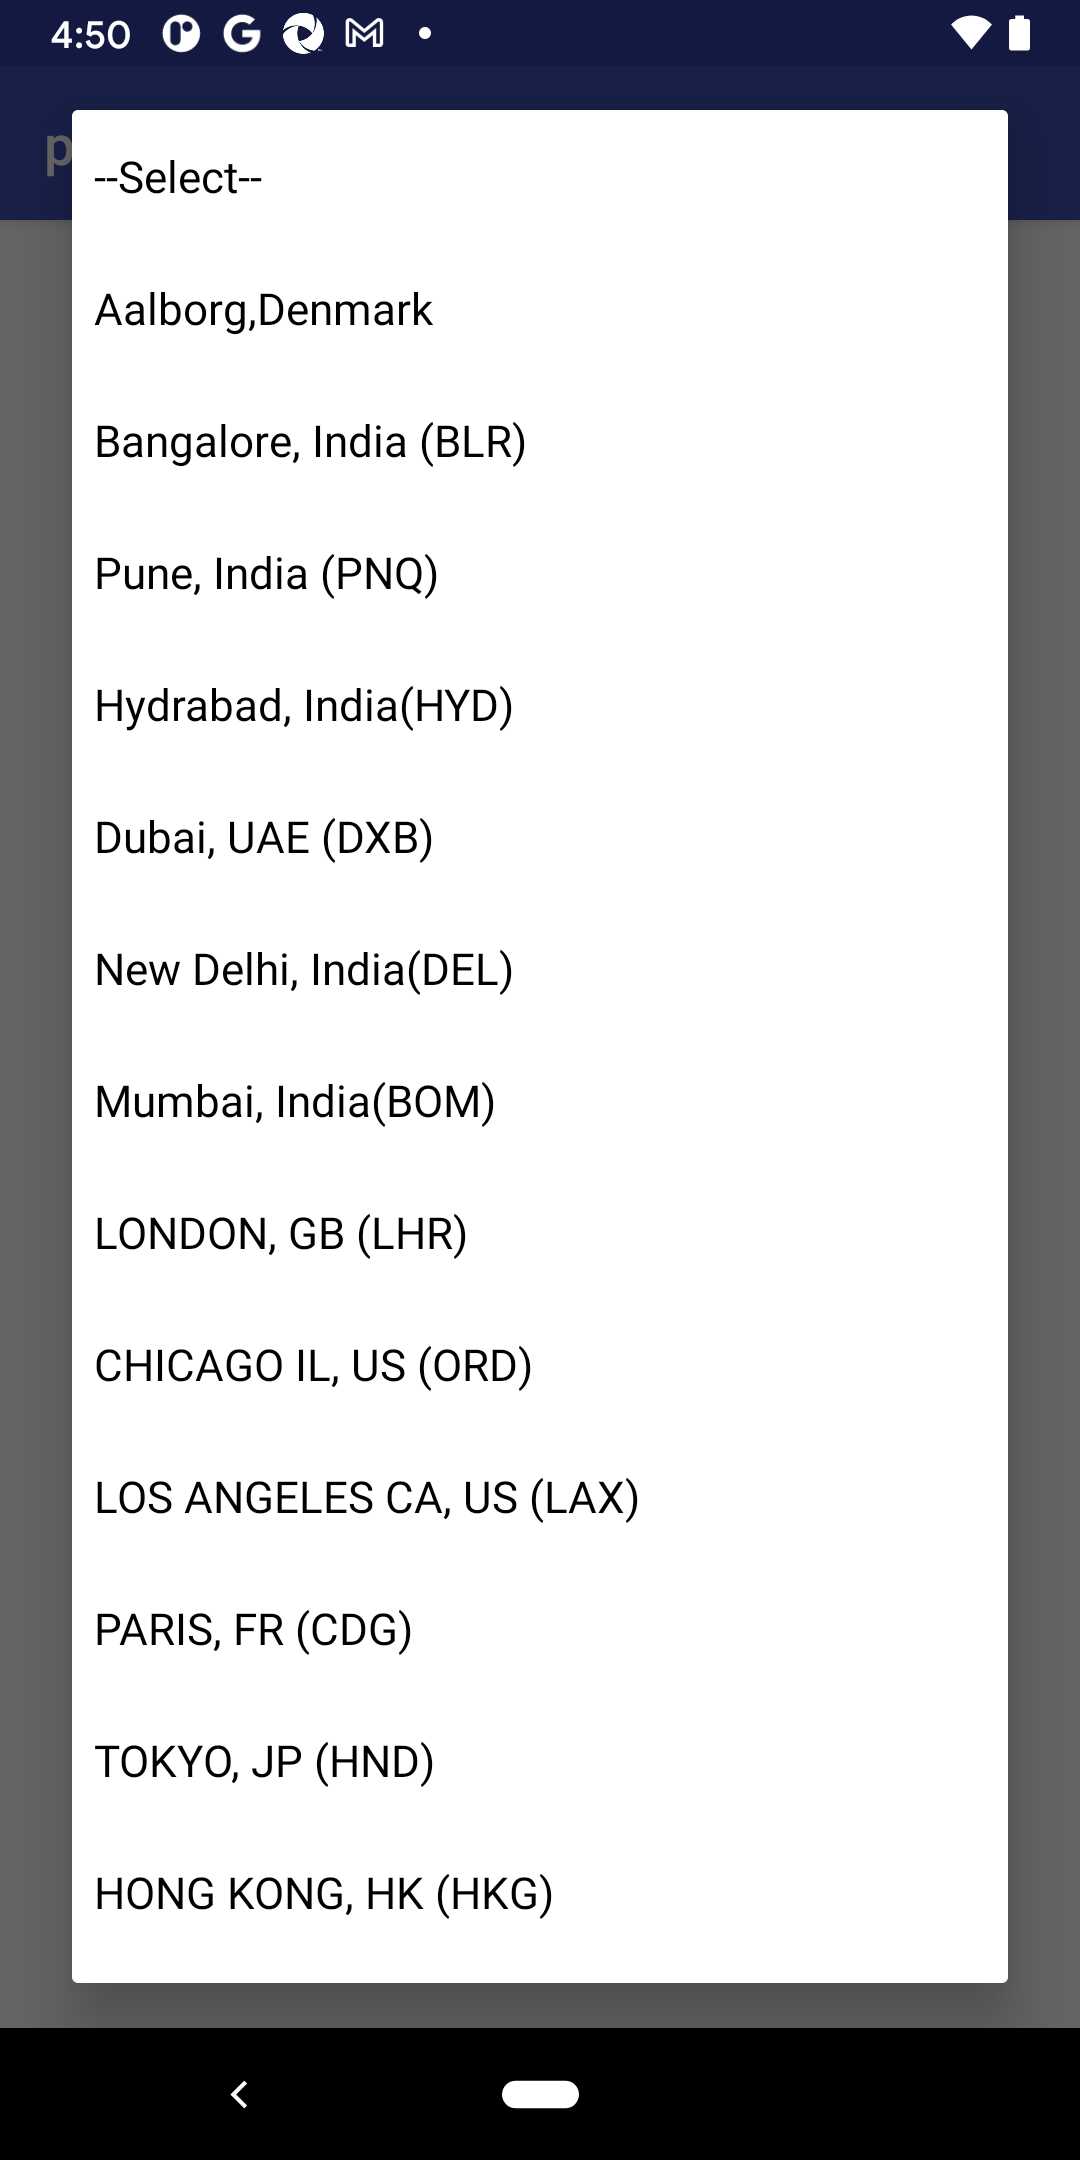 4:50
p
--Select--
Aalborg,Denmark
Bangalore, India (BLR)
Pune, India (PNQ)
Hydrabad, India(HYD)
Dubai, UAE (DXB)
New Delhi, India(DEL)
Mumbai, India(BOM)
LONDON, GB (LHR)
CHICAGO IL, US (ORD)
LOS ANGELES CA, US (LAX)
PARIS, FR (CDG)
TOKYO, JP (HND)
HONG KONG, HK (HKG)